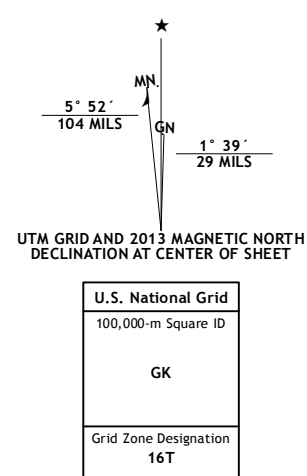 ★
MN.
GN
5° 52´
104 MILS
1° 39´
29 MILS
UTM GRID AND 2013 MAGNETIC NORTH
DECLINATION AT CENTER OF SHEET
U.S. National Grid
100,000-m Square ID
GK
Grid Zone Designation
16T